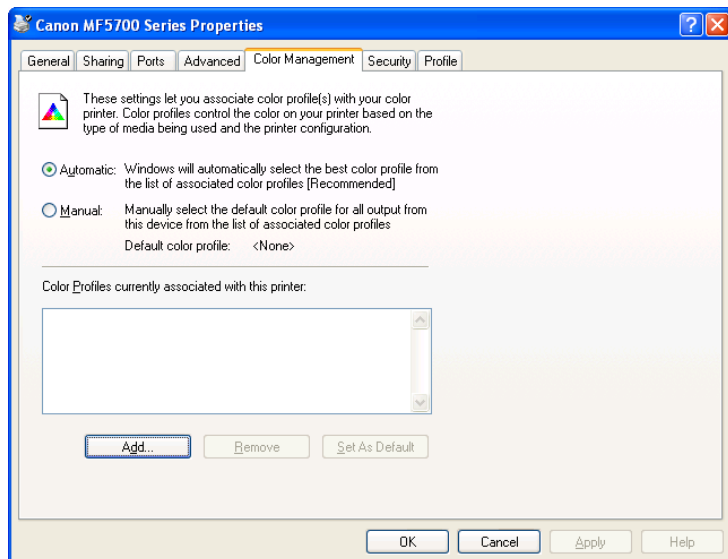 Canon MF5700 Series Properties
General Sharing Ports Advanced Color Management Security Profile
These settings let you associate color profile(s) with your color
printer. Color profiles control the color on your printer based on the
type of media being used and the printer configuration.
Automatic: Windows will automatically select the best color profile from
the list of associated color profiles [Recommended]
Manual: Manually select the default color profile for all output from
this device from the list of associated color profiles
Default color profile: <None>
Color Profiles currently associated with this printer:
Add... Remove Set As Default
OK Cancel Apply Help